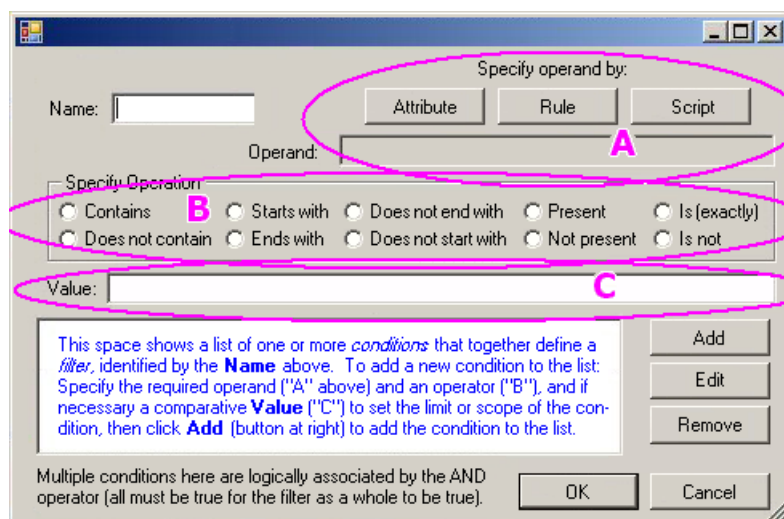 Specify operand by:
Name:
Attribute Rule Script
Operand:
A
Specify Operation
B
Contains Starts with Does not end with Present Is (exactly)
Does not contain Ends with Does not start with Not present Is not
Value:
C
This space shows a list of one or more conditions that together define a
filter, identified by the Name above. To add a new condition to the list:
Specify the required operand ("A" above) and an operator ("B"), and if
necessary a comparative Value ("C") to set the limit or scope of the con-
dition, then click Add (button at right) to add the condition to the list.
Add
Edit
Remove
Multiple conditions here are logically associated by the AND
operator (all must be true for the filter as a whole to be true).
OK Cancel